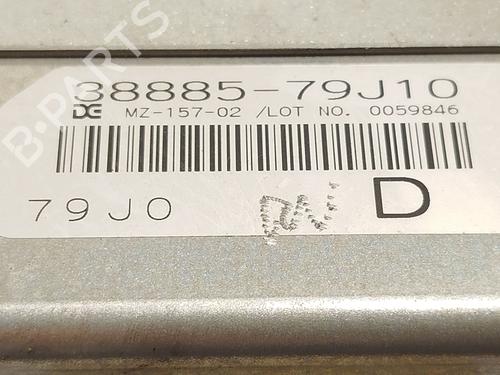 38885-79J10
MZ-157-02 /LOT NO. 0059846
79J0
D
B-PARTS